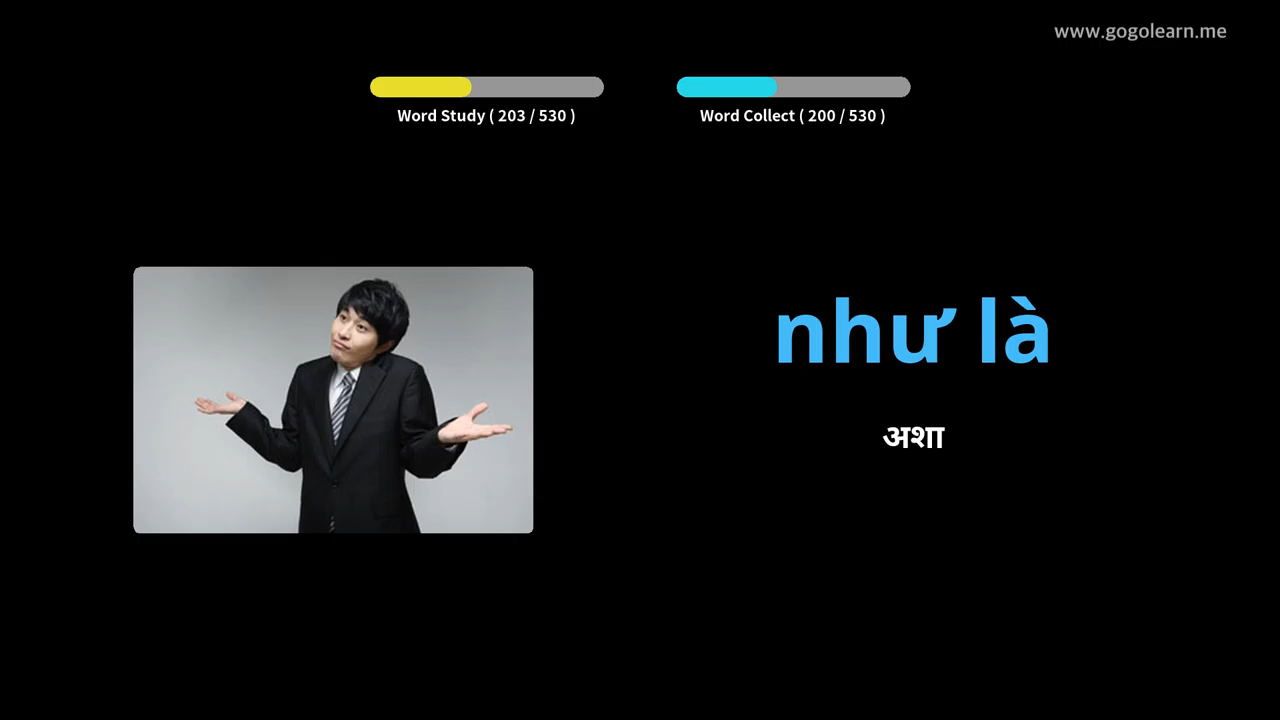 www.gogolearn.me
Word Study ( 203 / 530 )
Word Collect ( 200 / 530 )
như là
अशा